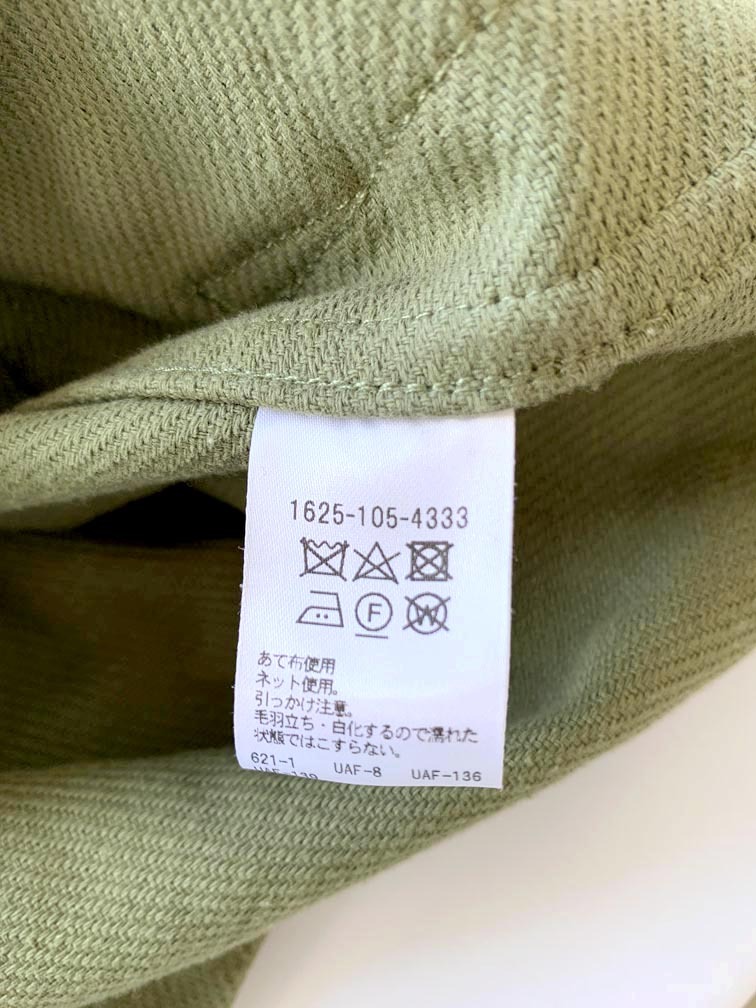 1625-105-4333
F
W
あて布使用
ネット使用。
引っかけ注意。
毛羽立ち・白化するので濡れた
状態ではこすらない。
621-1 UAF-8 UAF-136